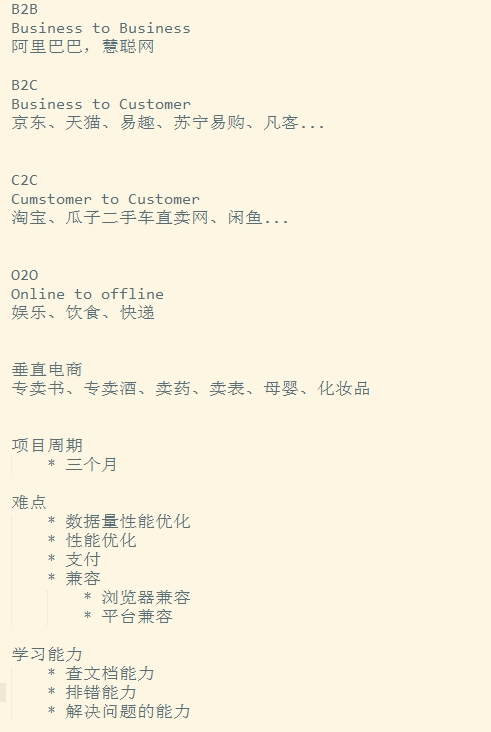 B2B
Business to Business
阿里巴巴，慧聪网
B2C
Business to Customer
京东、天猫、易趣、苏宁易购、凡客...
C2C
Cumstomer to Customer
淘宝、瓜子二手车直卖网、闲鱼...
O2O
Online to offline
娱乐、饮食、快递
垂直电商
专卖书、专卖酒、卖药、卖表、母婴、化妆品
项目周期
* 三个月
难点
* 数据量性能优化
* 性能优化
* 支付
* 兼容
* 浏览器兼容
* 平台兼容
学习能力
* 查文档能力
* 排错能力
* 解决问题的能力